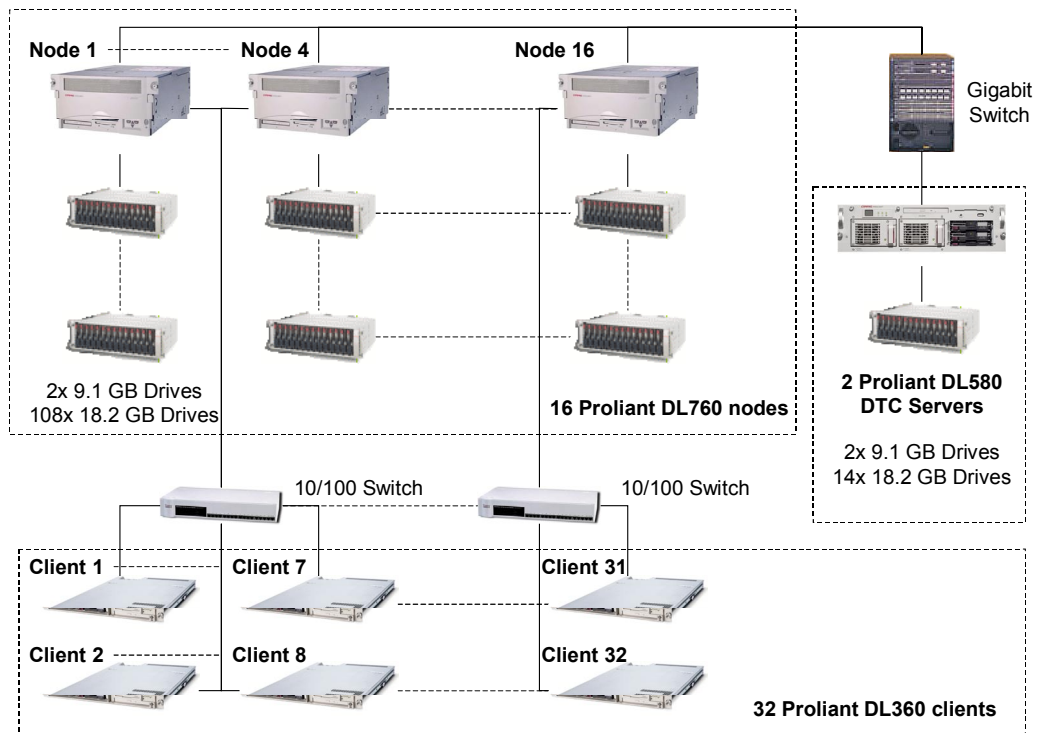 Node 1
Node 4
Node 16
Gigabit
Switch
2x 9.1 GB Drives
108x 18.2 GB Drives
16 Proliant DL760 nodes
2 Proliant DL580
DTC Servers
2x 9.1 GB Drives
14x 18.2 GB Drives
10/100 Switch
10/100 Switch
Client 1
Client 7
Client 31
Client 2
Client 8
Client 32
32 Proliant DL360 clients